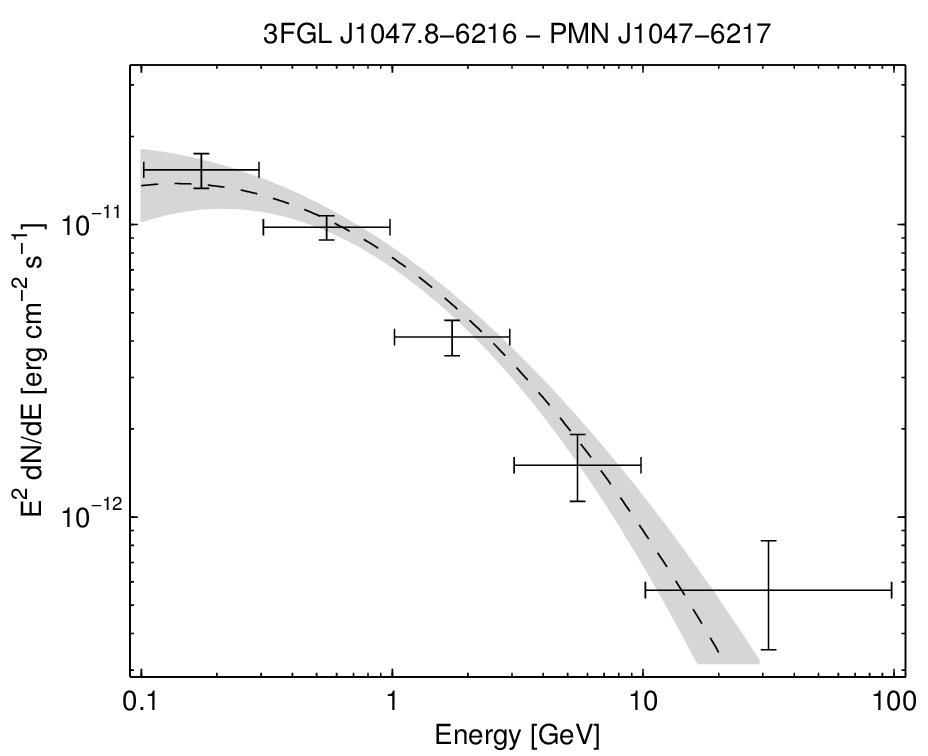 3FGL J1047.8−6216 − PMN J1047−6217
E² dN/dE [erg cm⁻² s⁻¹]
10⁻¹¹
10⁻¹²
0.1 1 10 100
Energy [GeV]